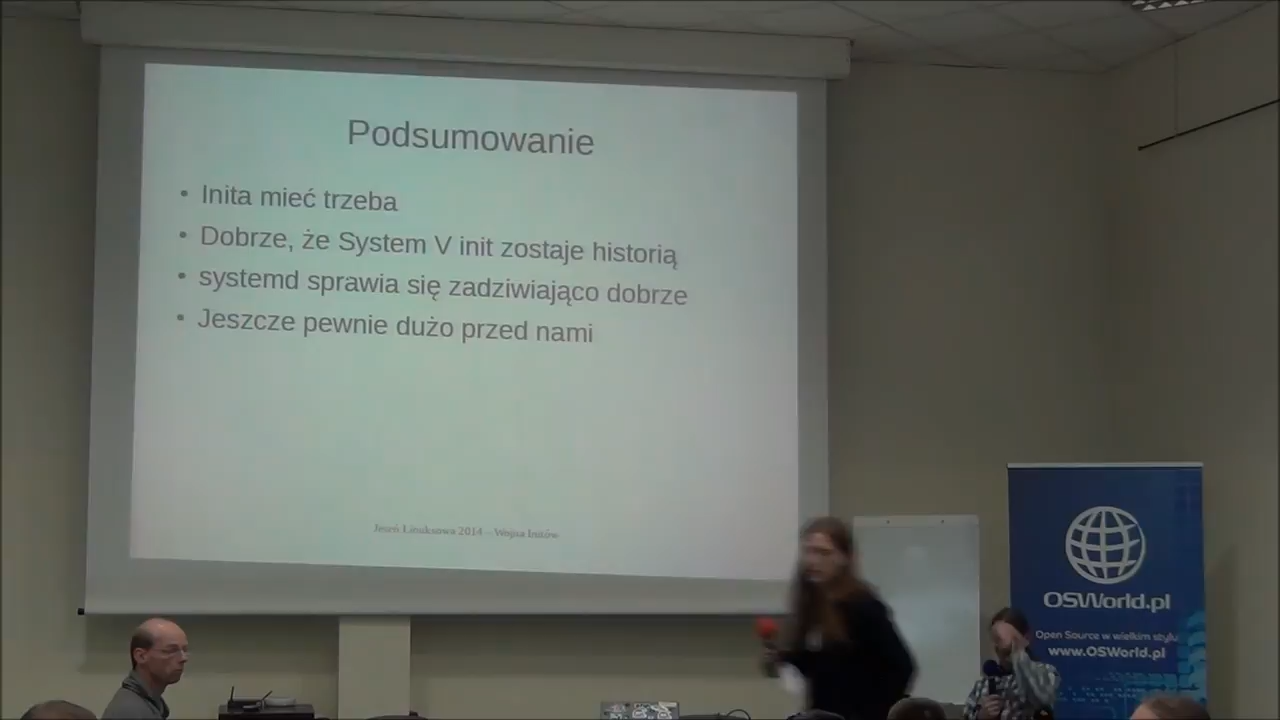 Podsumowanie
• Inita mieć trzeba
• Dobrze, że System V init zostaje historią
• systemd sprawia się zadziwiająco dobrze
• Jeszcze pewnie dużo przed nami
Jesień Linuksowa 2014 – Wojna Initów
OSWorld.pl
Open Source w wielkim stylu
www.OSWorld.pl